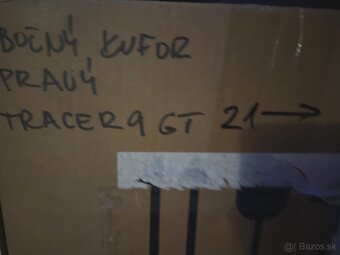 BOČNÝ KUFOR
PRAVÝ
TRACER 9 GT 21→
Bazos.sk